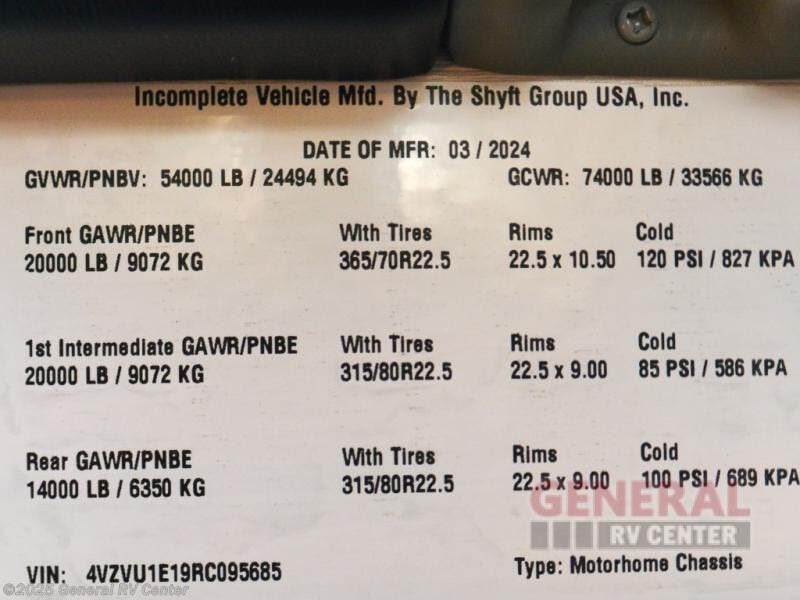 Incomplete Vehicle Mfd. By The Shyft Group USA, Inc.
DATE OF MFR: 03 / 2024
GVWR/PNBV: 54000 LB / 24494 KG GCWR: 74000 LB / 33566 KG
Front GAWR/PNBE With Tires Rims Cold
20000 LB / 9072 KG 365/70R22.5 22.5 x 10.50 120 PSI / 827 KPA
1st Intermediate GAWR/PNBE With Tires Rims Cold
20000 LB / 9072 KG 315/80R22.5 22.5 x 9.00 85 PSI / 586 KPA
Rear GAWR/PNBE With Tires Rims Cold
14000 LB / 6350 KG 315/80R22.5 22.5 x 9.00 100 PSI / 689 KPA
GENERAL
RV CENTER
VIN: 4VZVU1E19RC095685 Type: Motorhome Chassis
©2025 General RV Center